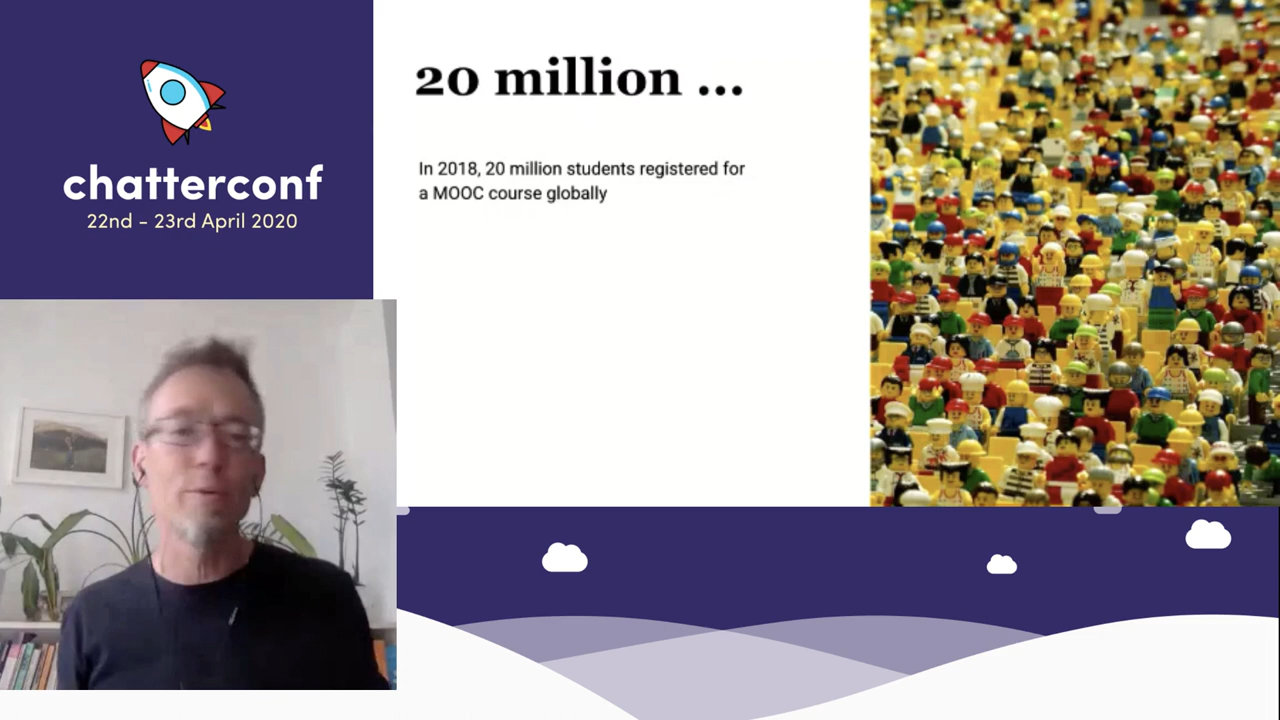 chatterconf
22nd - 23rd April 2020
20 million ...
In 2018, 20 million students registered for
a MOOC course globally